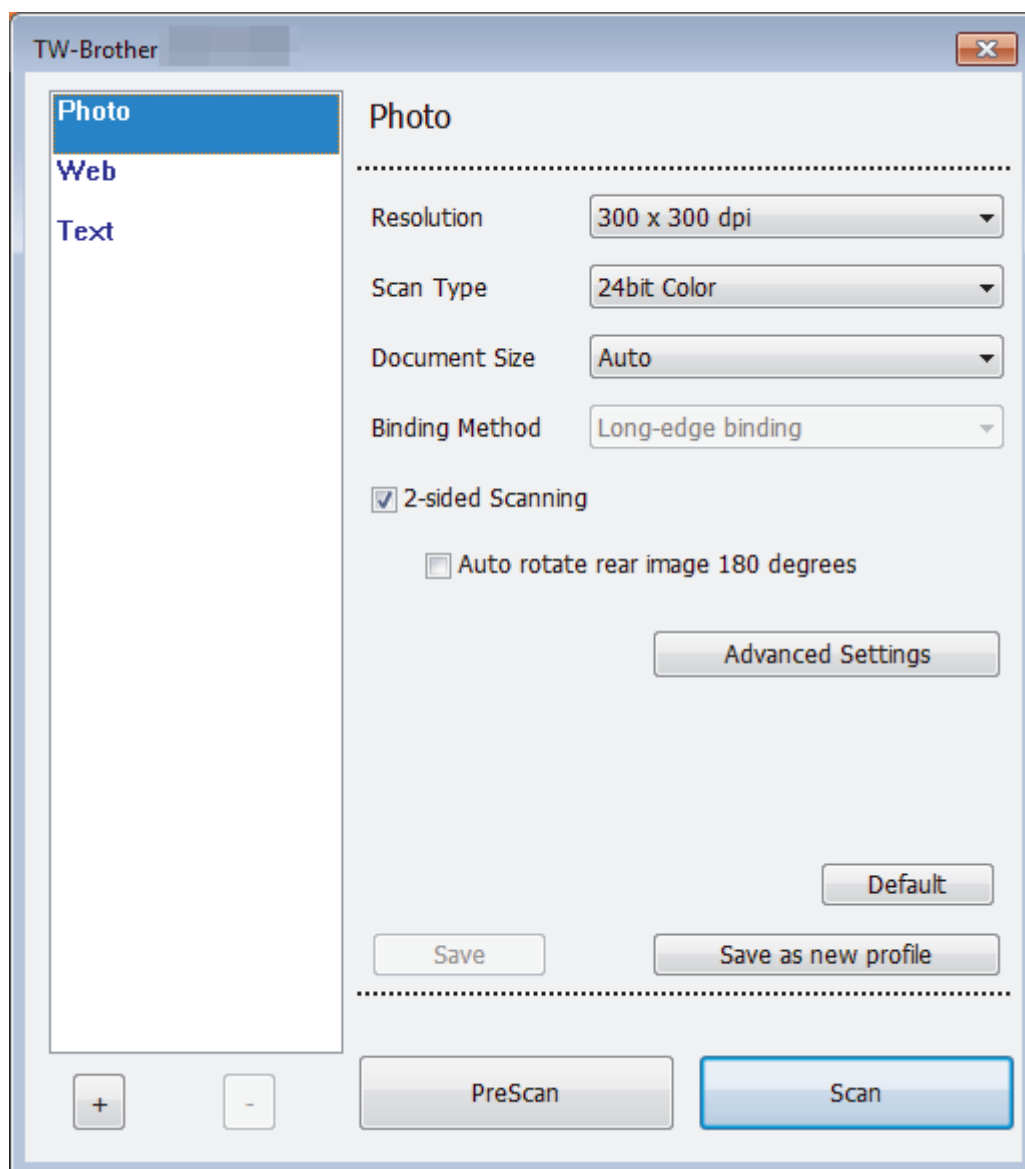 TW-Brother
Photo
Web
Text
Photo
Resolution 300 x 300 dpi
Scan Type 24bit Color
Document Size Auto
Binding Method Long-edge binding
2-sided Scanning
Auto rotate rear image 180 degrees
Advanced Settings
Default
Save Save as new profile
+ -
PreScan Scan